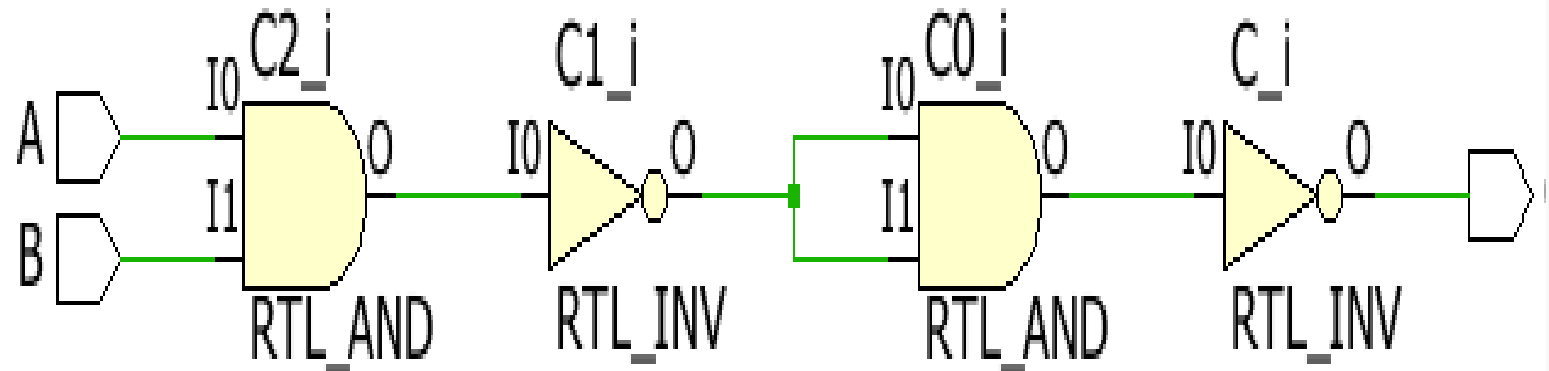 C2_i
C1_i
C0_i
C_i
I0
I0
A
O
I0
O
O
I0
O
I1
I1
B
RTL_AND
RTL_INV
RTL_AND
RTL_INV